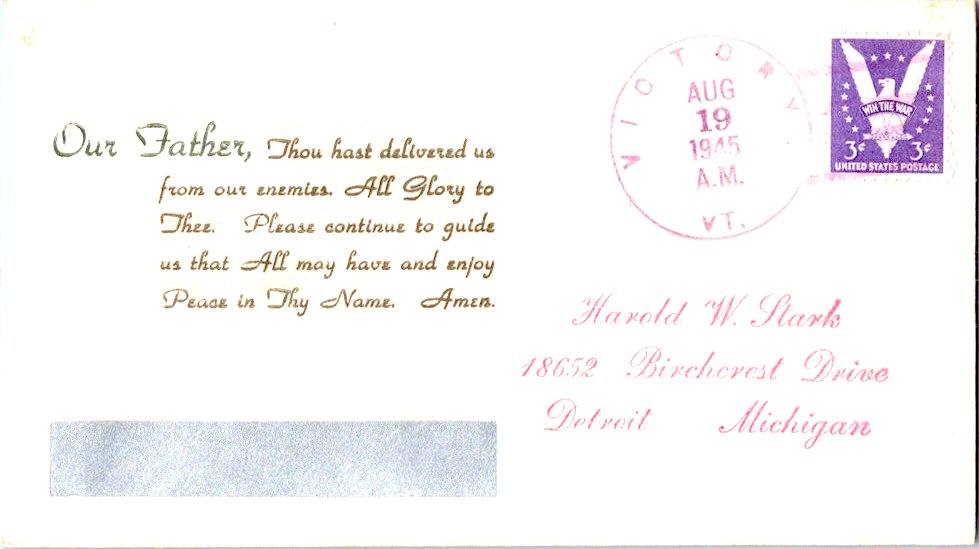 Our Father, Thou hast delivered us
from our enemies. All Glory to
Thee. Please continue to guide
us that All may have and enjoy
Peace in Thy Name. Amen.
VICTORY
AUG
19
1945
A.M.
VT.
WIN THE WAR
3¢ 3¢
UNITED STATES POSTAGE
Harold W. Stark
18652 Birchcrest Drive
Detroit Michigan